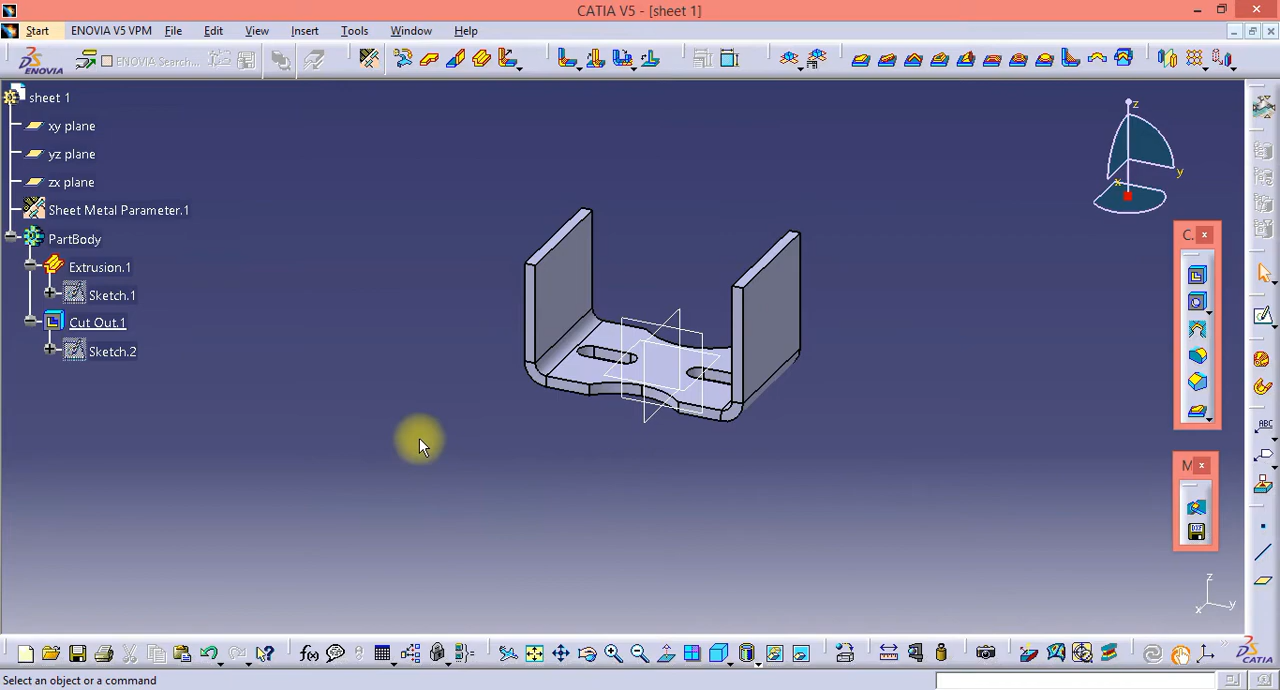 CATIA V5 - [sheet 1]
Start ENOVIA V5 VPM File Edit View Insert Tools Window Help
ENOVIA
ENOVIA Search...
sheet 1
xy plane
yz plane
zx plane
Sheet Metal Parameter.1
PartBody
Extrusion.1
Sketch.1
Cut Out.1
Sketch.2
z
y
x
C.
M
ABC
z
x y
f(x)
CATIA
Select an object or a command